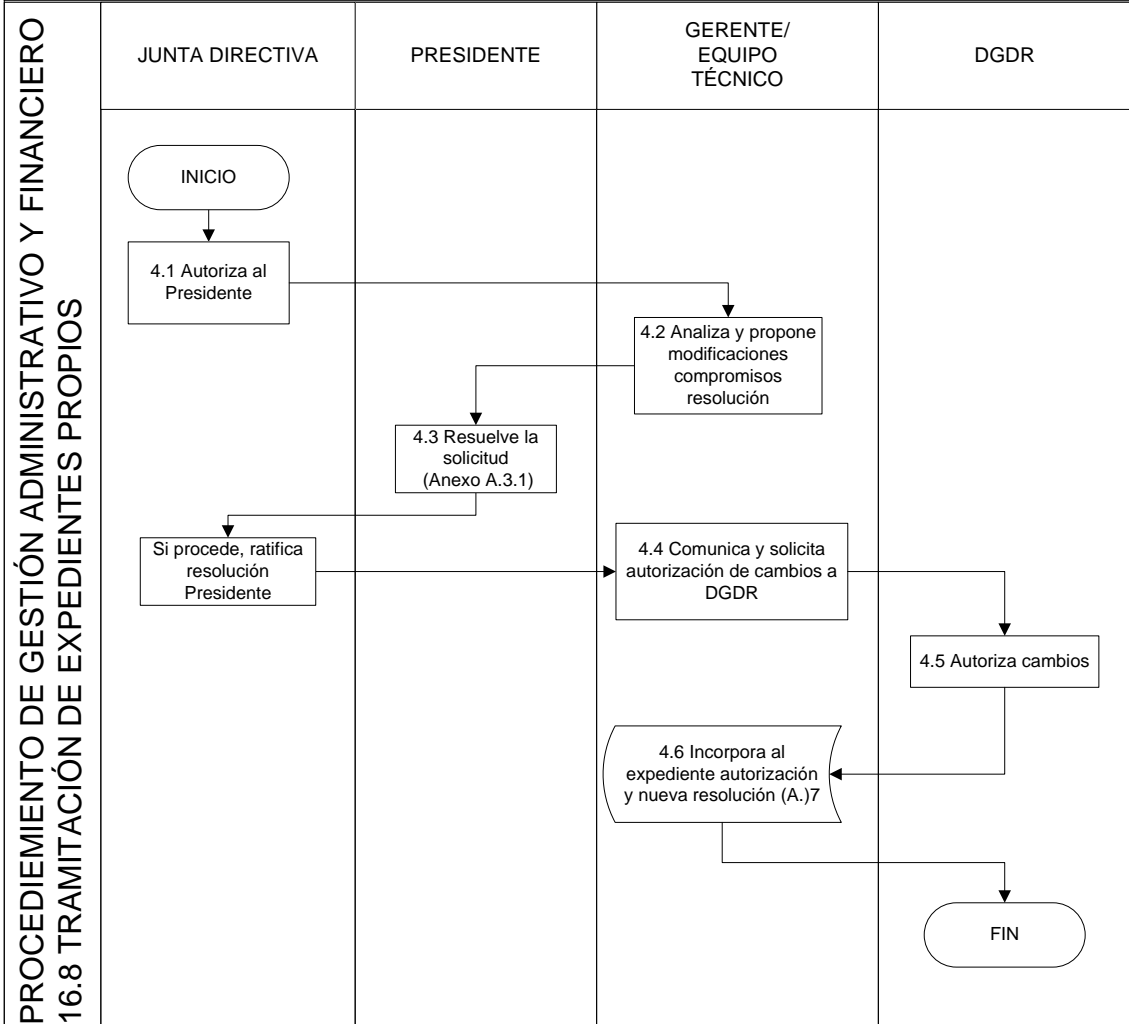 PROCEDIEMIENTO DE GESTIÓN ADMINISTRATIVO Y FINANCIERO
16.8 TRAMITACIÓN DE EXPEDIENTES PROPIOS
JUNTA DIRECTIVA
PRESIDENTE
GERENTE/
EQUIPO
TÉCNICO
DGDR
INICIO
4.1 Autoriza al
Presidente
4.2 Analiza y propone
modificaciones
compromisos
resolución
4.3 Resuelve la
solicitud
(Anexo A.3.1)
Si procede, ratifica
resolución
Presidente
4.4 Comunica y solicita
autorización de cambios a
DGDR
4.5 Autoriza cambios
4.6 Incorpora al
expediente autorización
y nueva resolución (A.)7
FIN